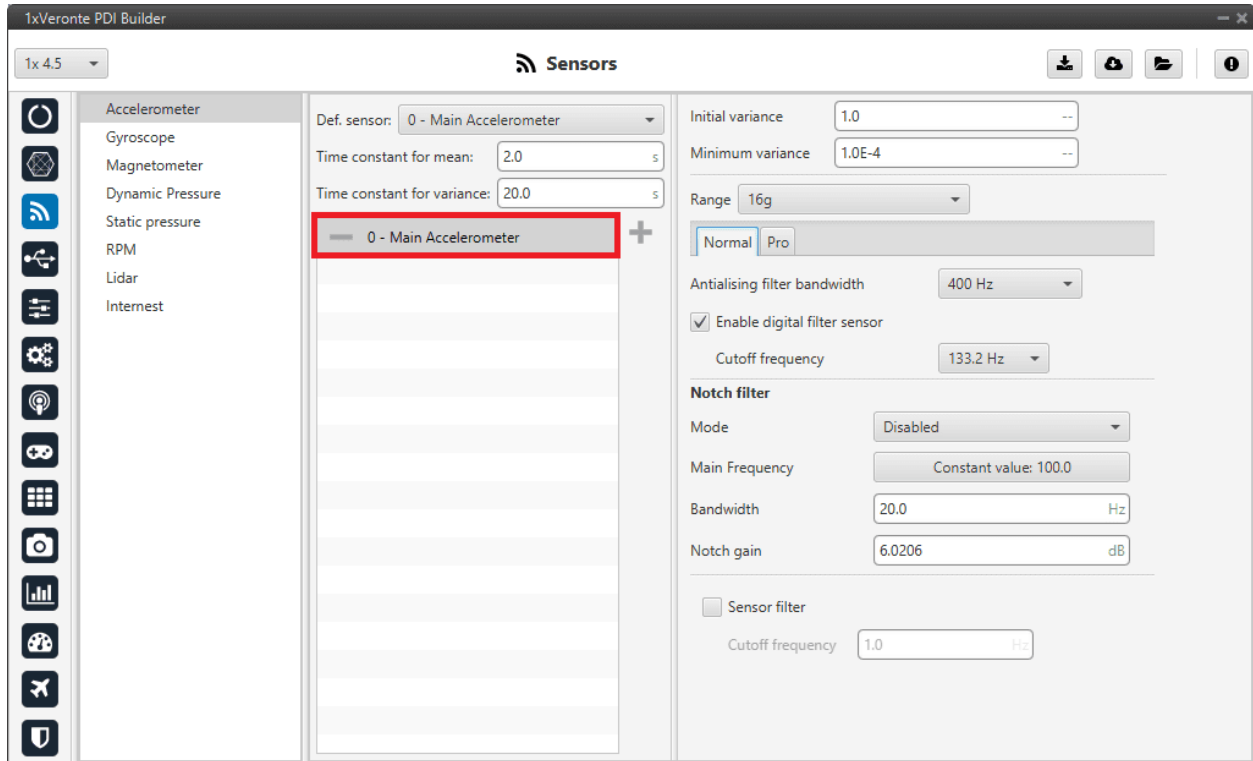 1xVeronte PDI Builder
1x 4.5
Sensors
Accelerometer
Gyroscope
Magnetometer
Dynamic Pressure
Static pressure
RPM
Lidar
Internest
Def. sensor: 0 - Main Accelerometer
Time constant for mean: 2.0 s
Time constant for variance: 20.0 s
0 - Main Accelerometer
Initial variance 1.0 --
Minimum variance 1.0E-4 --
Range 16g
Normal Pro
Antialising filter bandwidth 400 Hz
Enable digital filter sensor
Cutoff frequency 133.2 Hz
Notch filter
Mode Disabled
Main Frequency Constant value: 100.0
Bandwidth 20.0 Hz
Notch gain 6.0206 dB
Sensor filter
Cutoff frequency 1.0 Hz